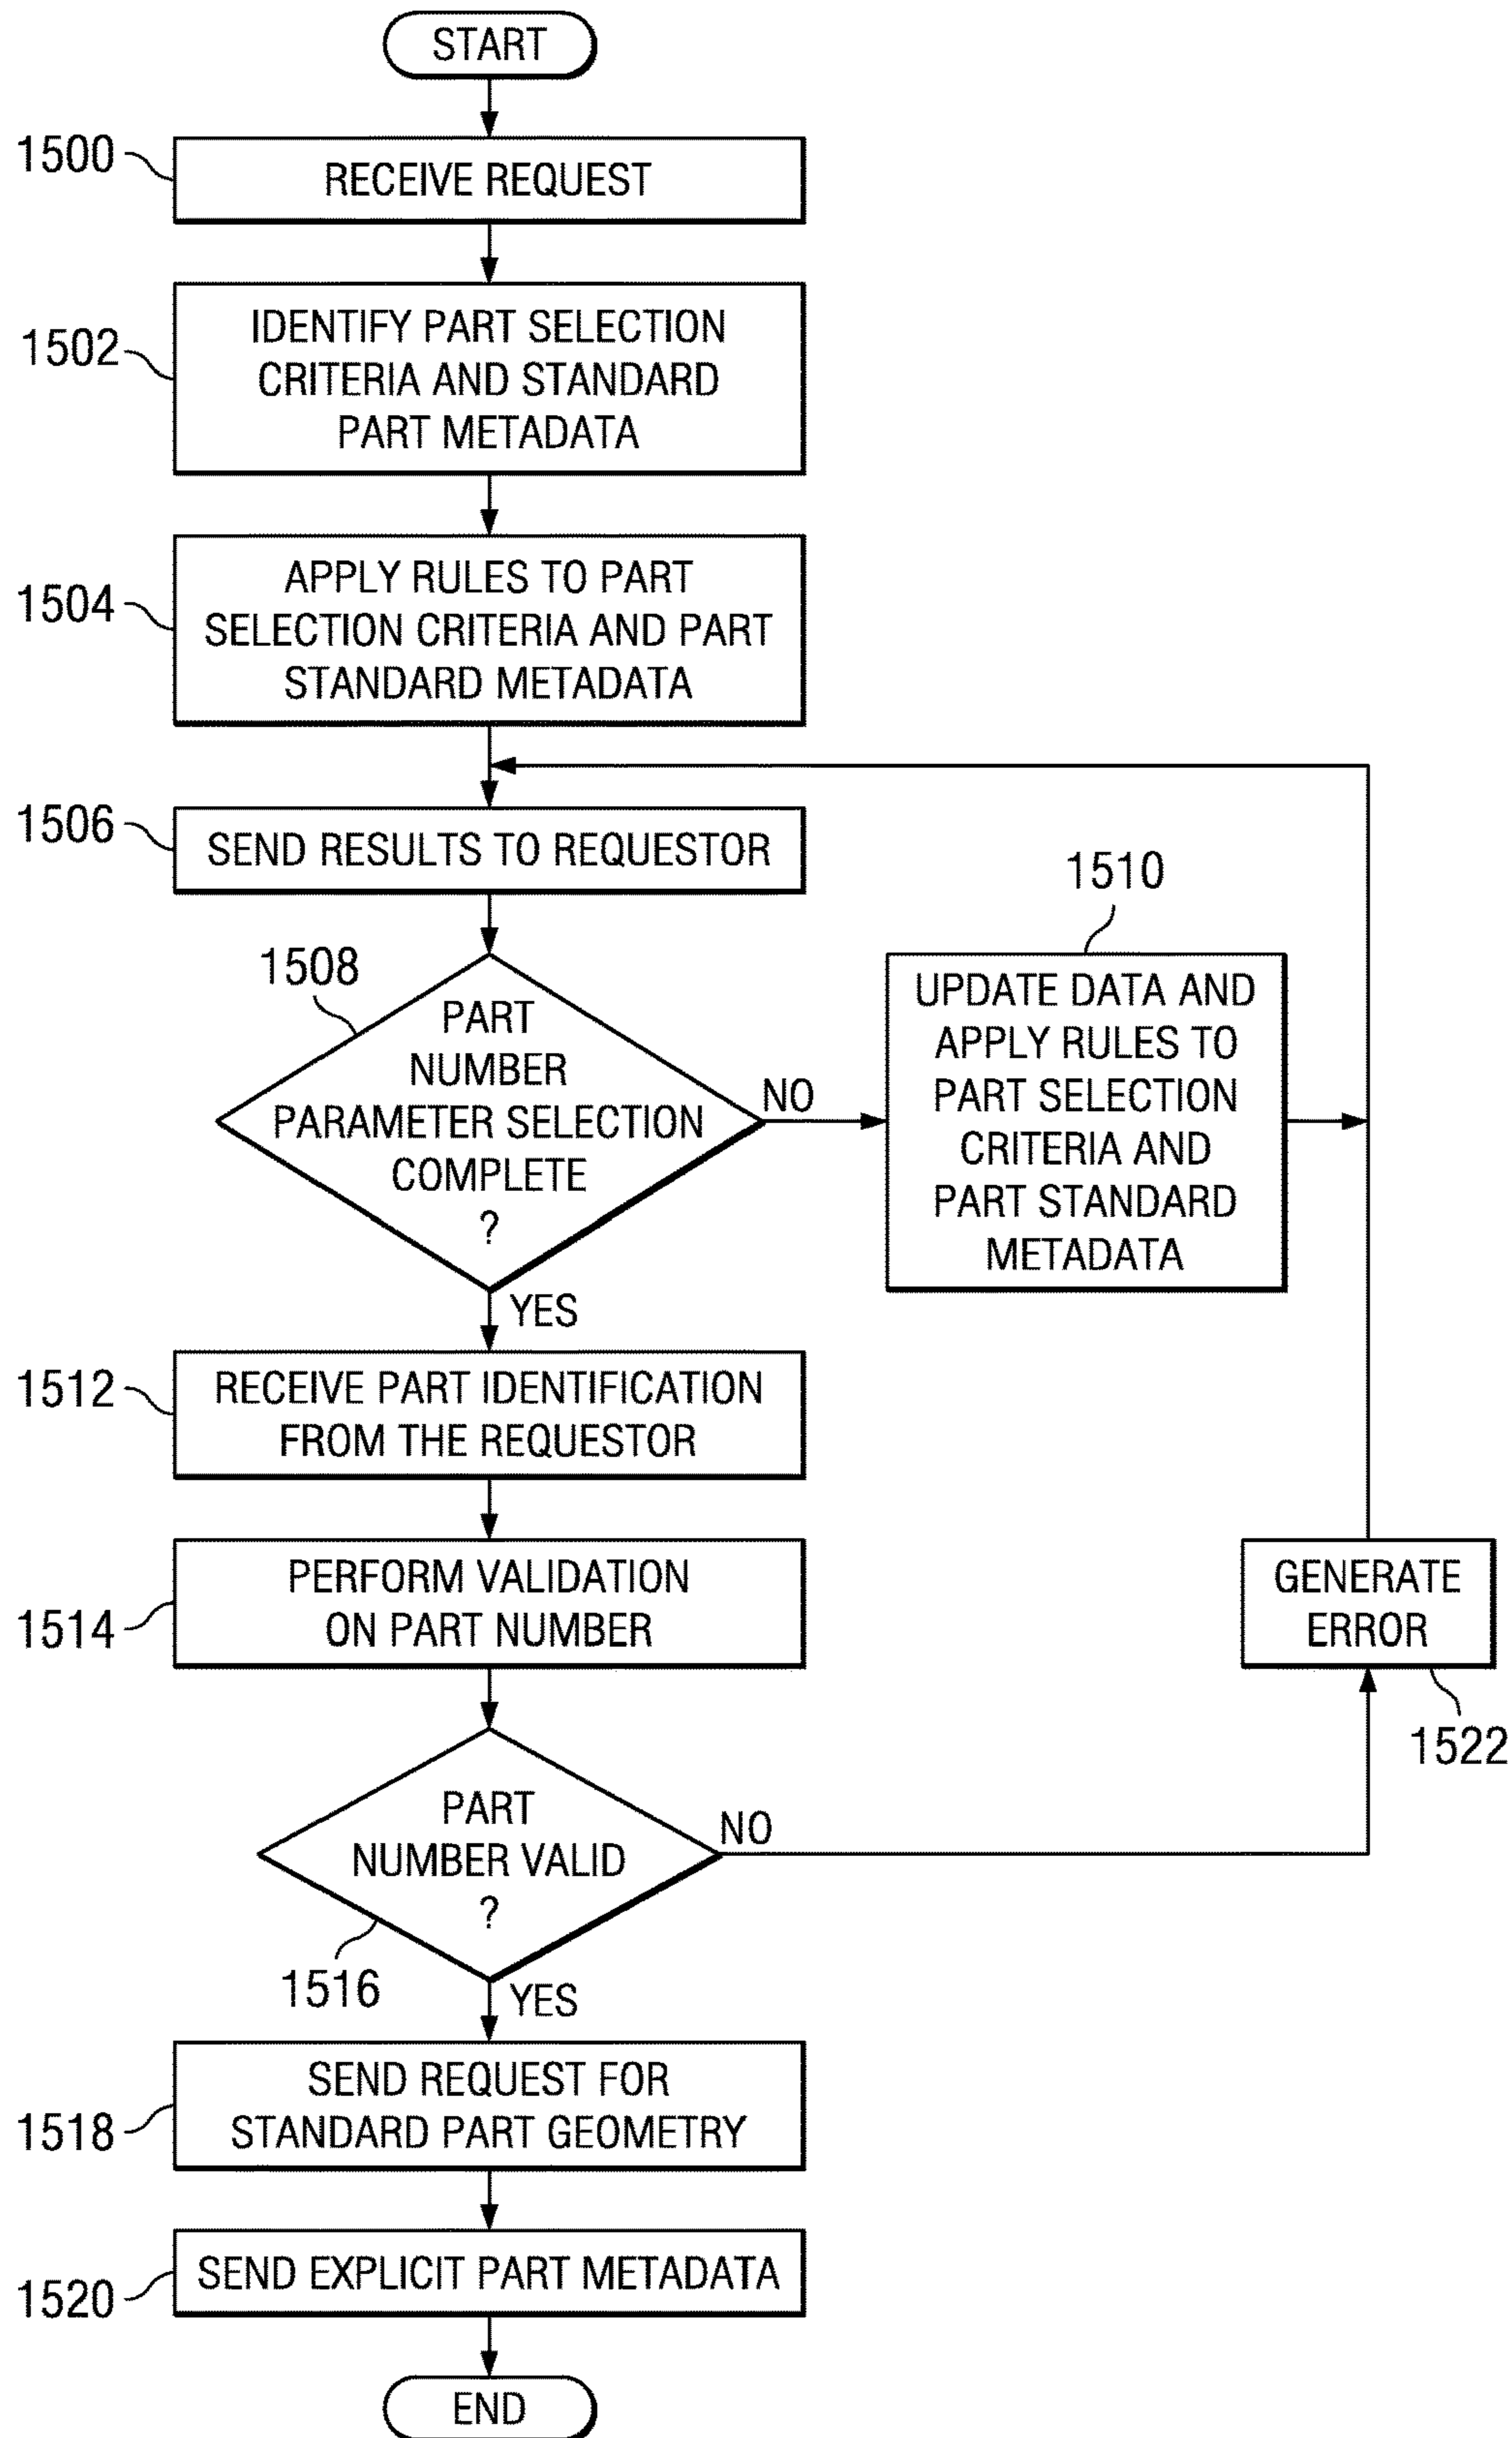 START
1500
RECEIVE REQUEST
1502
IDENTIFY PART SELECTION
CRITERIA AND STANDARD
PART METADATA
1504
APPLY RULES TO PART
SELECTION CRITERIA AND PART
STANDARD METADATA
1506
SEND RESULTS TO REQUESTOR
1508
PART
NUMBER
PARAMETER SELECTION
COMPLETE
?
NO
1510
UPDATE DATA AND
APPLY RULES TO
PART SELECTION
CRITERIA AND
PART STANDARD
METADATA
YES
1512
RECEIVE PART IDENTIFICATION
FROM THE REQUESTOR
1514
PERFORM VALIDATION
ON PART NUMBER
GENERATE
ERROR
1522
PART
NUMBER VALID
?
NO
1516
YES
1518
SEND REQUEST FOR
STANDARD PART GEOMETRY
1520
SEND EXPLICIT PART METADATA
END